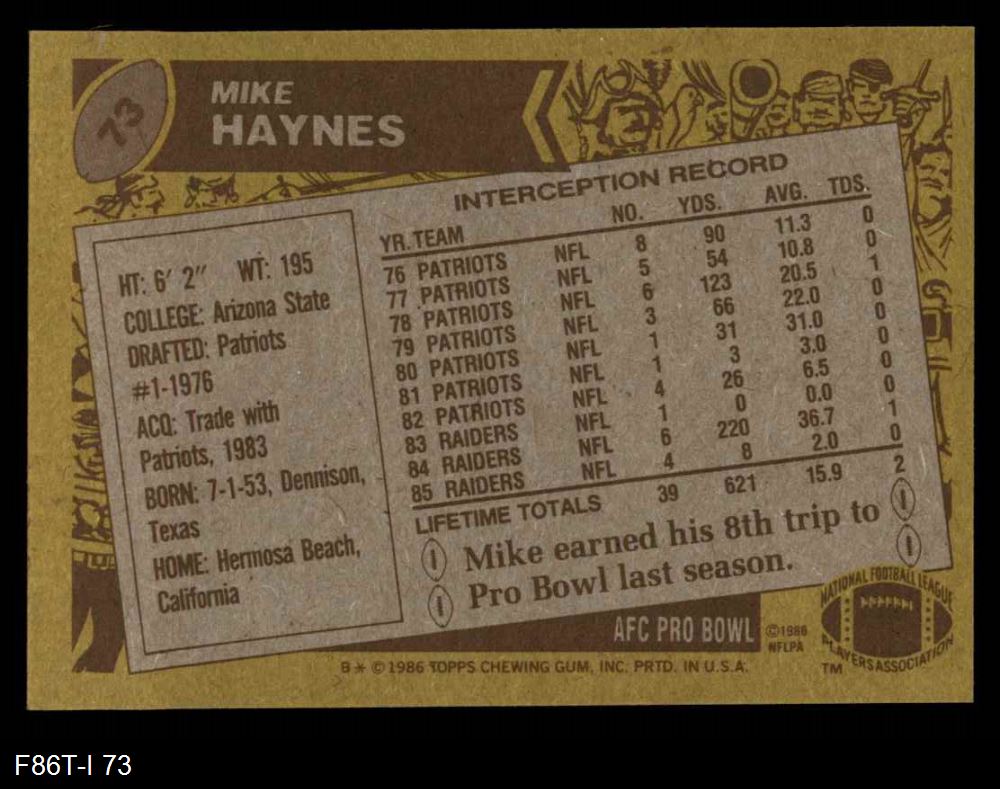 73
MIKE
HAYNES
HT: 6' 2" WT: 195
COLLEGE: Arizona State
DRAFTED: Patriots
#1-1976
ACQ: Trade with
Patriots, 1983
BORN: 7-1-53, Dennison,
Texas
HOME: Hermosa Beach,
California
INTERCEPTION RECORD
YR. TEAM NO. YDS. AVG. TDS.
76 PATRIOTS NFL 8 90 11.3 0
77 PATRIOTS NFL 5 54 10.8 0
78 PATRIOTS NFL 6 123 20.5 1
79 PATRIOTS NFL 3 66 22.0 0
80 PATRIOTS NFL 1 31 31.0 0
81 PATRIOTS NFL 1 3 3.0 0
82 PATRIOTS NFL 4 26 6.5 0
83 RAIDERS NFL 1 0 0.0 0
84 RAIDERS NFL 6 220 36.7 1
85 RAIDERS NFL 4 8 2.0 0
LIFETIME TOTALS 39 621 15.9 2
Mike earned his 8th trip to
Pro Bowl last season.
AFC PRO BOWL
©1986
NFLPA
NATIONAL FOOTBALL LEAGUE
PLAYERS ASSOCIATION
TM
B * © 1986 TOPPS CHEWING GUM, INC. PRTD. IN U.S.A.
F86T-I 73